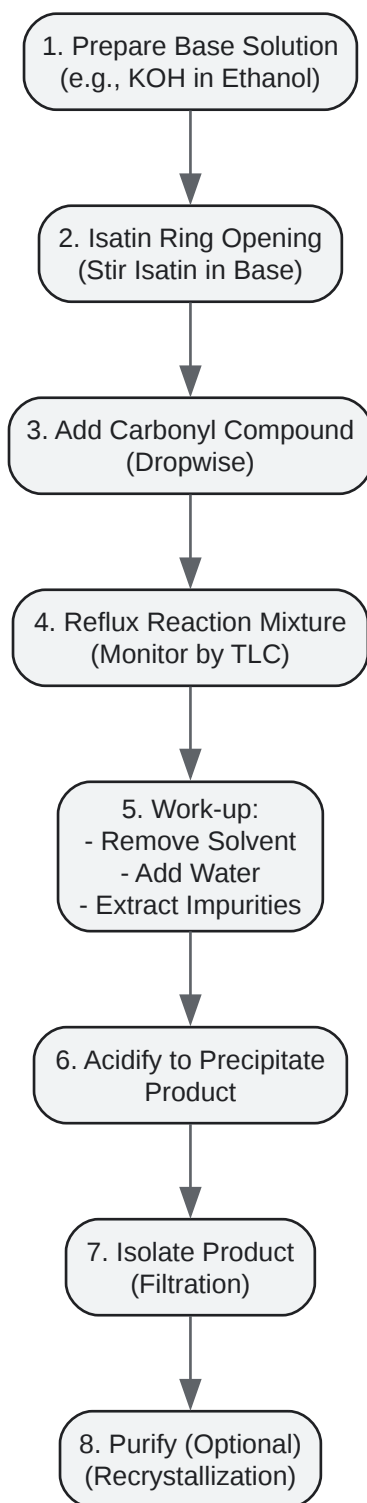 1. Prepare Base Solution
(e.g., KOH in Ethanol)
2. Isatin Ring Opening
(Stir Isatin in Base)
3. Add Carbonyl Compound
(Dropwise)
4. Reflux Reaction Mixture
(Monitor by TLC)
5. Work-up:
- Remove Solvent
- Add Water
- Extract Impurities
6. Acidify to Precipitate
Product
7. Isolate Product
(Filtration)
8. Purify (Optional)
(Recrystallization)